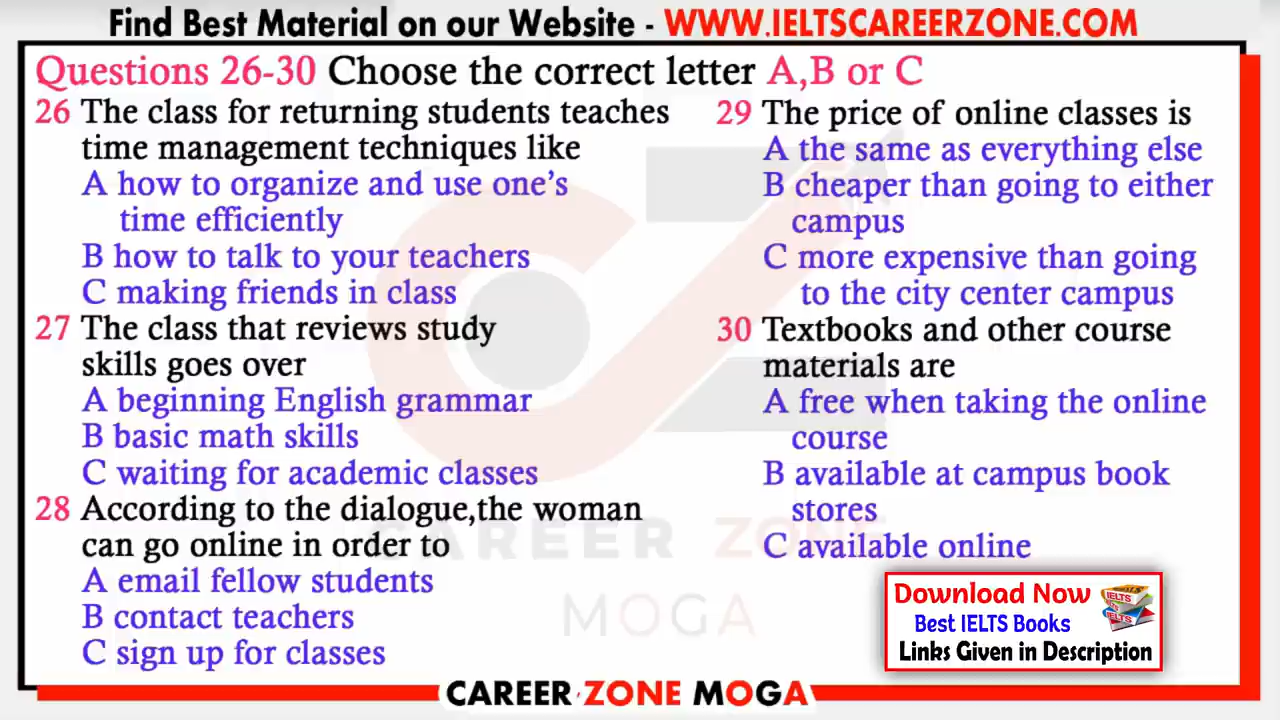 Find Best Material on our Website - WWW.IELTSCAREERZONE.COM
Questions 26-30 Choose the correct letter A,B or C
26 The class for returning students teaches
time management techniques like
A how to organize and use one's
time efficiently
B how to talk to your teachers
C making friends in class
27 The class that reviews study
skills goes over
A beginning English grammar
B basic math skills
C waiting for academic classes
28 According to the dialogue,the woman
can go online in order to
A email fellow students
B contact teachers
C sign up for classes
29 The price of online classes is
A the same as everything else
B cheaper than going to either
campus
C more expensive than going
to the city center campus
30 Textbooks and other course
materials are
A free when taking the online
course
B available at campus book
stores
C available online
CAREER ZONE
MOGA
Download Now
Best IELTS Books
Links Given in Description
IELTS
IELTS
CAREER ZONE MOGA